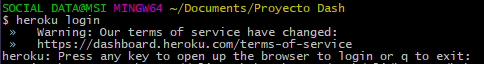 SOCIAL DATA@MSI MINGW64 ~/Documents/Proyecto Dash
$ heroku login
» Warning: Our terms of service have changed:
» https://dashboard.heroku.com/terms-of-service
heroku: Press any key to open up the browser to login or q to exit: